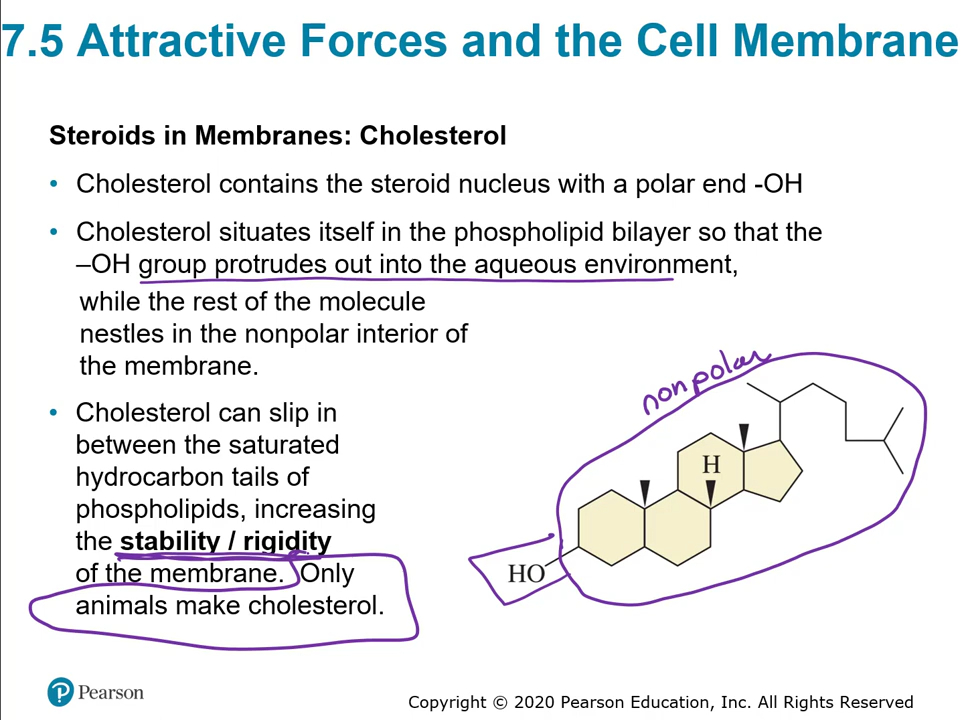 7.5 Attractive Forces and the Cell Membrane
Steroids in Membranes: Cholesterol
• Cholesterol contains the steroid nucleus with a polar end -OH
• Cholesterol situates itself in the phospholipid bilayer so that the
–OH group protrudes out into the aqueous environment,
while the rest of the molecule
nestles in the nonpolar interior of
the membrane.
• Cholesterol can slip in
between the saturated
hydrocarbon tails of
phospholipids, increasing
the stability / rigidity
of the membrane. Only
animals make cholesterol.
nonpolar
H
HO
P Pearson
Copyright © 2020 Pearson Education, Inc. All Rights Reserved